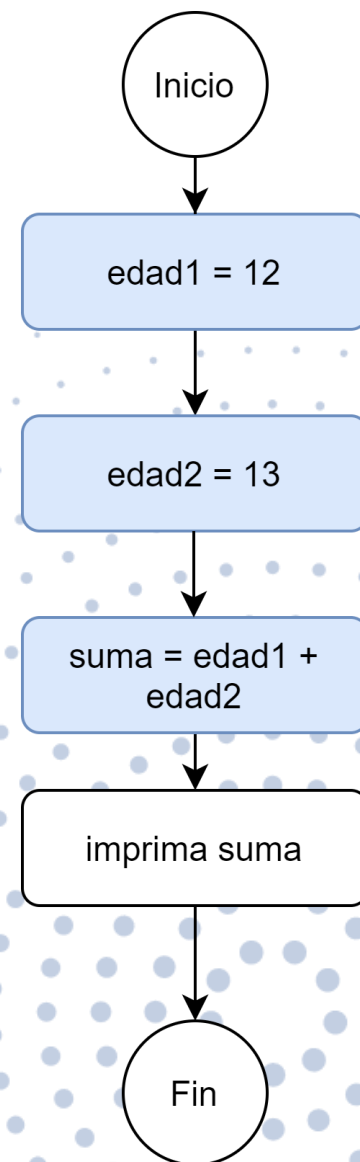 Inicio
edad1 = 12
edad2 = 13
suma = edad1 +
edad2
imprima suma
Fin